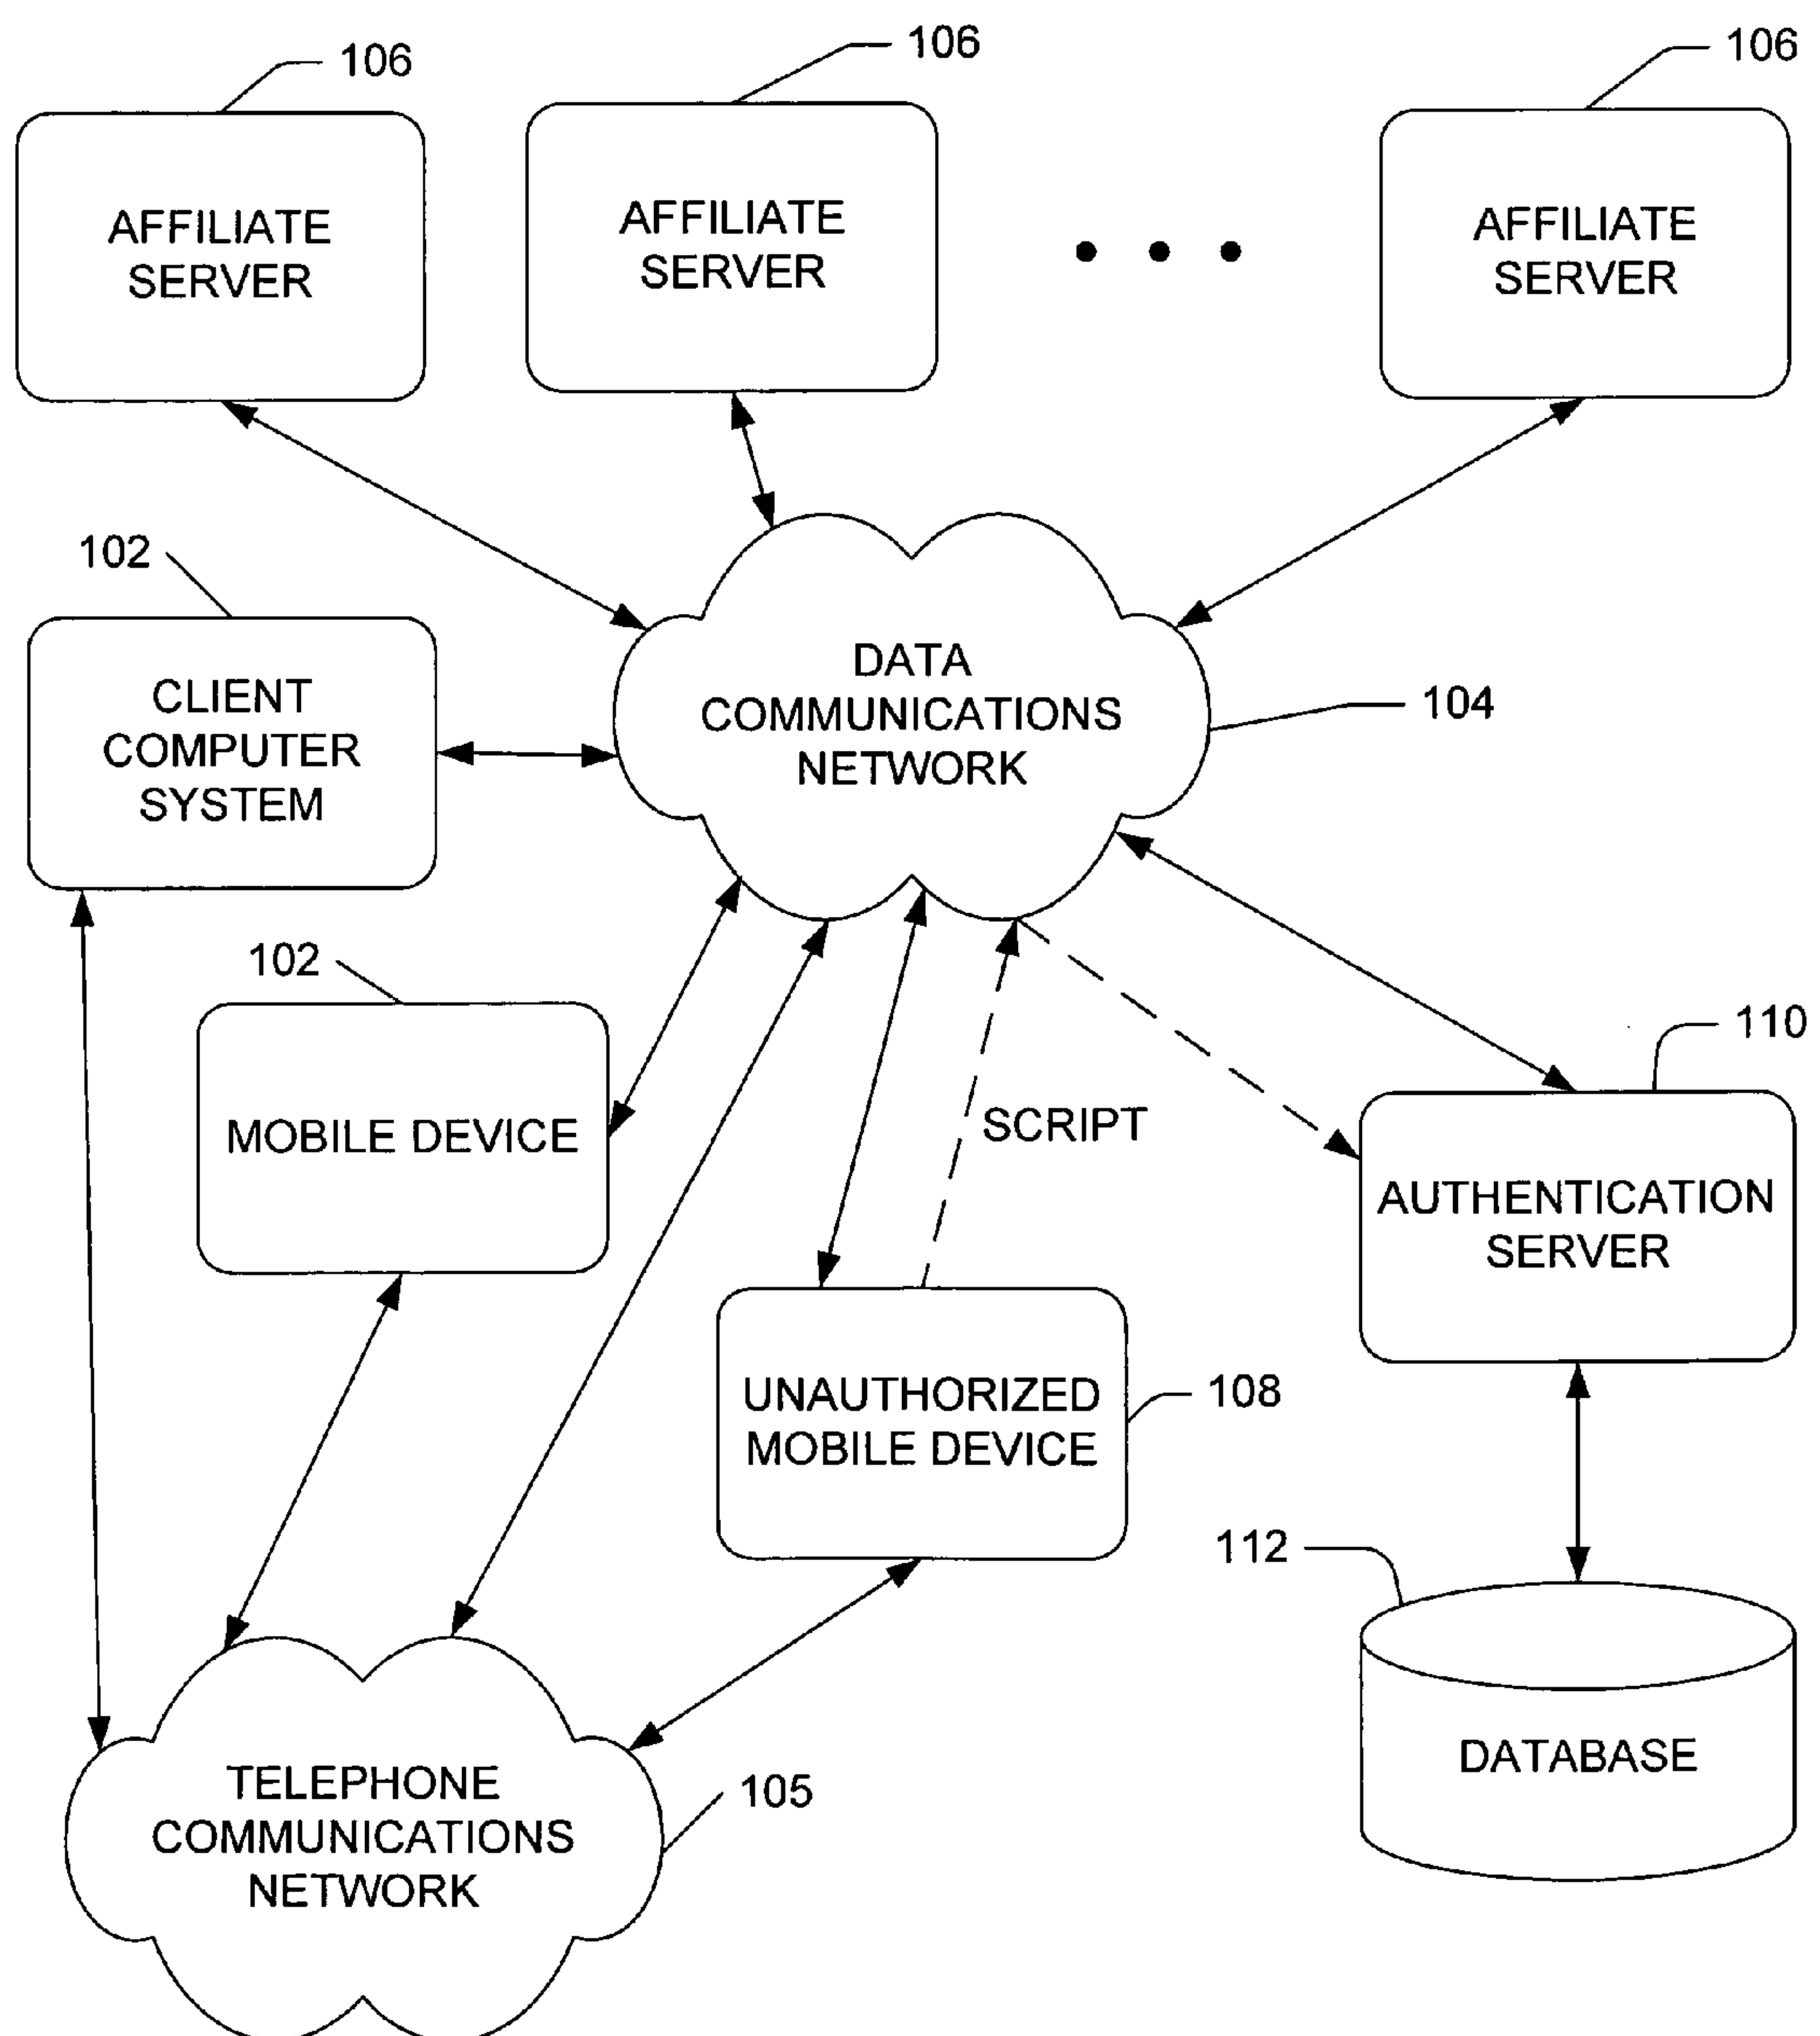 106
106
106
AFFILIATE
SERVER
AFFILIATE
SERVER
AFFILIATE
SERVER
102
CLIENT
COMPUTER
SYSTEM
DATA
COMMUNICATIONS
NETWORK
104
102
MOBILE DEVICE
SCRIPT
110
AUTHENTICATION
SERVER
UNAUTHORIZED
MOBILE DEVICE
108
112
DATABASE
TELEPHONE
COMMUNICATIONS
NETWORK
105